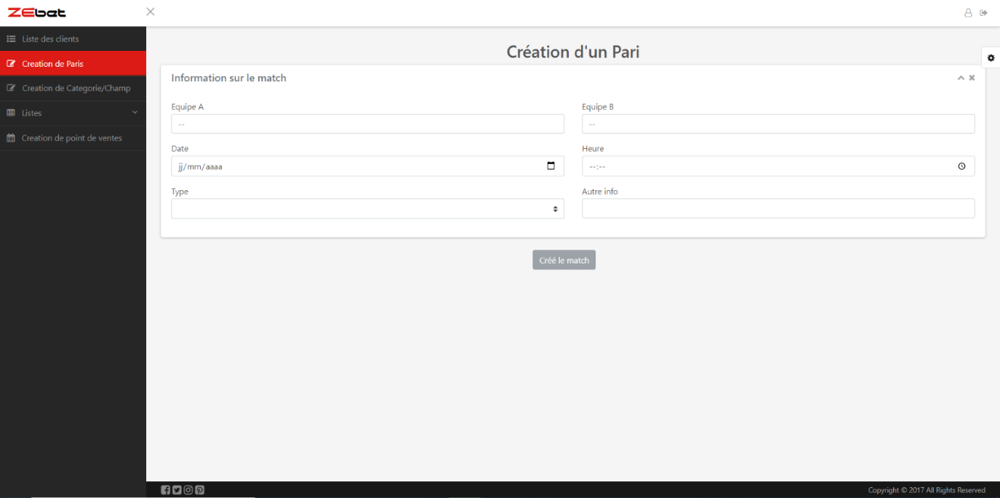 ZEbet
Liste des clients
Creation de Paris
Creation de Categorie/Champ
Listes
Creation de point de ventes
Création d'un Pari
Information sur le match
Equipe A
Equipe B
--
--
Date
Heure
jj/mm/aaaa
--:--
Type
Autre info
Créé le match
Copyright © 2017 All Rights Reserved